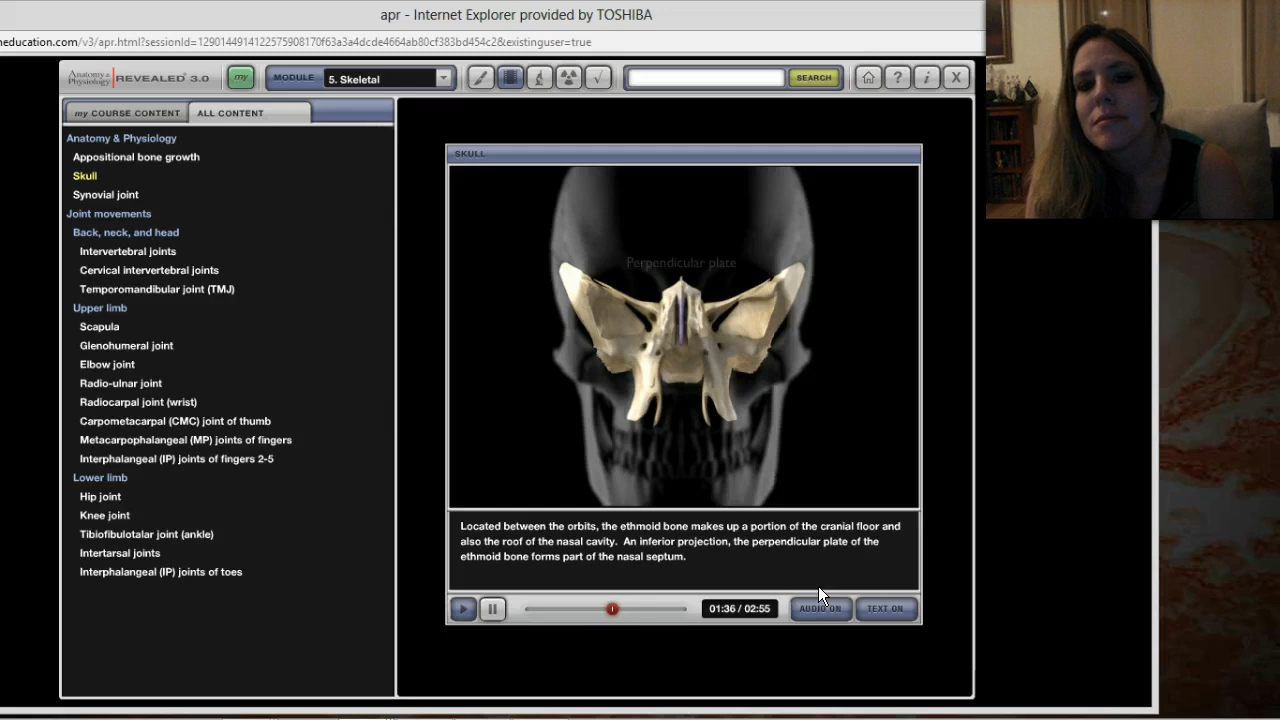 apr - Internet Explorer provided by TOSHIBA
neducation.com/v3/apr.html?sessionId=1290144914122575908170f63a3a4dcde4664ab80cf383bd454c2&existinguser=true
Anatomy & Physiology REVEALED® 3.0
my
MODULE
5. Skeletal
SEARCH
?
i
X
my COURSE CONTENT
ALL CONTENT
Anatomy & Physiology
Appositional bone growth
Skull
Synovial joint
Joint movements
Back, neck, and head
Intervertebral joints
Cervical intervertebral joints
Temporomandibular joint (TMJ)
Upper limb
Scapula
Glenohumeral joint
Elbow joint
Radio-ulnar joint
Radiocarpal joint (wrist)
Carpometacarpal (CMC) joint of thumb
Metacarpophalangeal (MP) joints of fingers
Interphalangeal (IP) joints of fingers 2-5
Lower limb
Hip joint
Knee joint
Tibiofibulotalar joint (ankle)
Intertarsal joints
Interphalangeal (IP) joints of toes
SKULL
Perpendicular plate
Located between the orbits, the ethmoid bone makes up a portion of the cranial floor and
also the roof of the nasal cavity. An inferior projection, the perpendicular plate of the
ethmoid bone forms part of the nasal septum.
01:36 / 02:55
AUDIO ON
TEXT ON